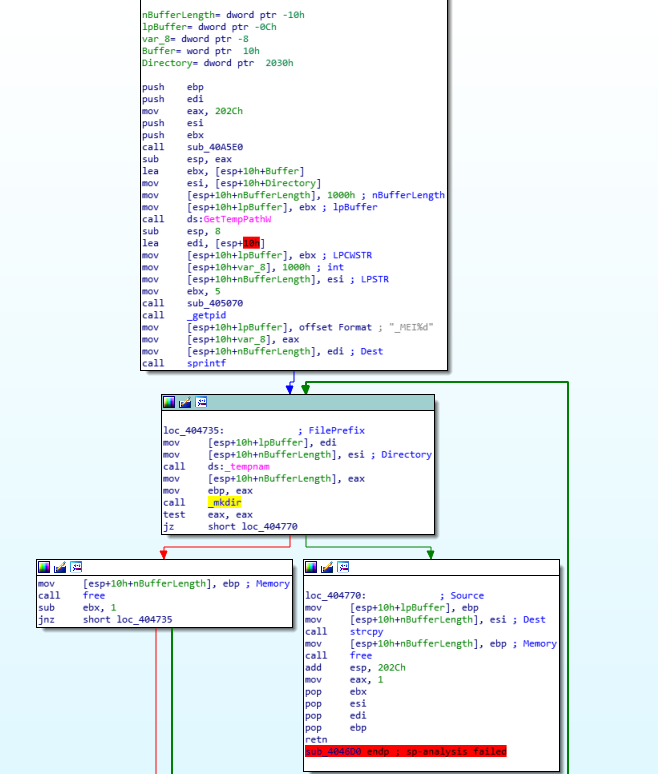 nBufferLength= dword ptr -10h
lpBuffer= dword ptr -0Ch
var_8= dword ptr -8
Buffer= word ptr  10h
Directory= dword ptr  2030h
push    ebp
push    edi
mov     eax, 202Ch
push    esi
push    ebx
call    sub_40A5E0
sub     esp, eax
lea     ebx, [esp+10h+Buffer]
mov     esi, [esp+10h+Directory]
mov     [esp+10h+nBufferLength], 1000h ; nBufferLength
mov     [esp+10h+lpBuffer], ebx ; lpBuffer
call    ds:GetTempPathW
sub     esp, 8
lea     edi, [esp+10h]
mov     [esp+10h+lpBuffer], ebx ; LPCWSTR
mov     [esp+10h+var_8], 1000h ; int
mov     [esp+10h+nBufferLength], esi ; LPSTR
mov     ebx, 5
call    sub_405070
call    _getpid
mov     [esp+10h+lpBuffer], offset Format ; "_MEI%d"
mov     [esp+10h+var_8], eax
mov     [esp+10h+nBufferLength], edi ; Dest
call    sprintf
loc_404735:             ; FilePrefix
mov     [esp+10h+lpBuffer], edi
mov     [esp+10h+nBufferLength], esi ; Directory
call    ds:_tempnam
mov     [esp+10h+nBufferLength], eax
mov     ebp, eax
call    _mkdir
test    eax, eax
jz      short loc_404770
mov     [esp+10h+nBufferLength], ebp ; Memory
call    free
sub     ebx, 1
jnz     short loc_404735
loc_404770:             ; Source
mov     [esp+10h+lpBuffer], ebp
mov     [esp+10h+nBufferLength], esi ; Dest
call    strcpy
mov     [esp+10h+nBufferLength], ebp ; Memory
call    free
add     esp, 202Ch
mov     eax, 1
pop     ebx
pop     esi
pop     edi
pop     ebp
retn
sub_4046D0 endp ; sp-analysis failed